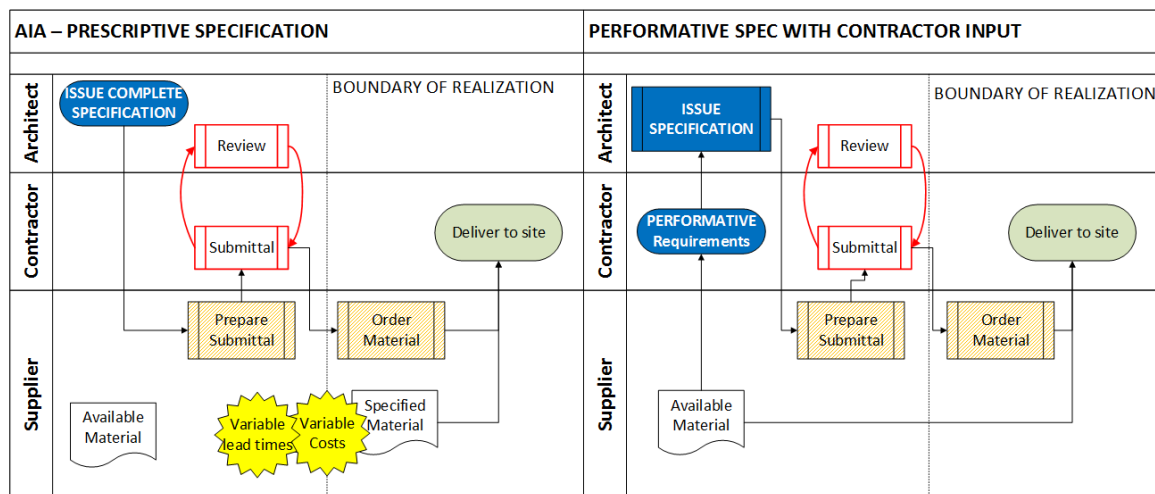 AIA – PRESCRIPTIVE SPECIFICATION
PERFORMATIVE SPEC WITH CONTRACTOR INPUT
Architect
ISSUE COMPLETE
SPECIFICATION
BOUNDARY OF REALIZATION
Review
Contractor
Submittal
Deliver to site
Supplier
Prepare
Submittal
Order
Material
Available
Material
Variable
lead times
Variable
Costs
Specified
Material
Architect
ISSUE
SPECIFICATION
BOUNDARY OF REALIZATION
Review
Contractor
PERFORMATIVE
Requirements
Submittal
Deliver to site
Supplier
Prepare
Submittal
Order
Material
Available
Material